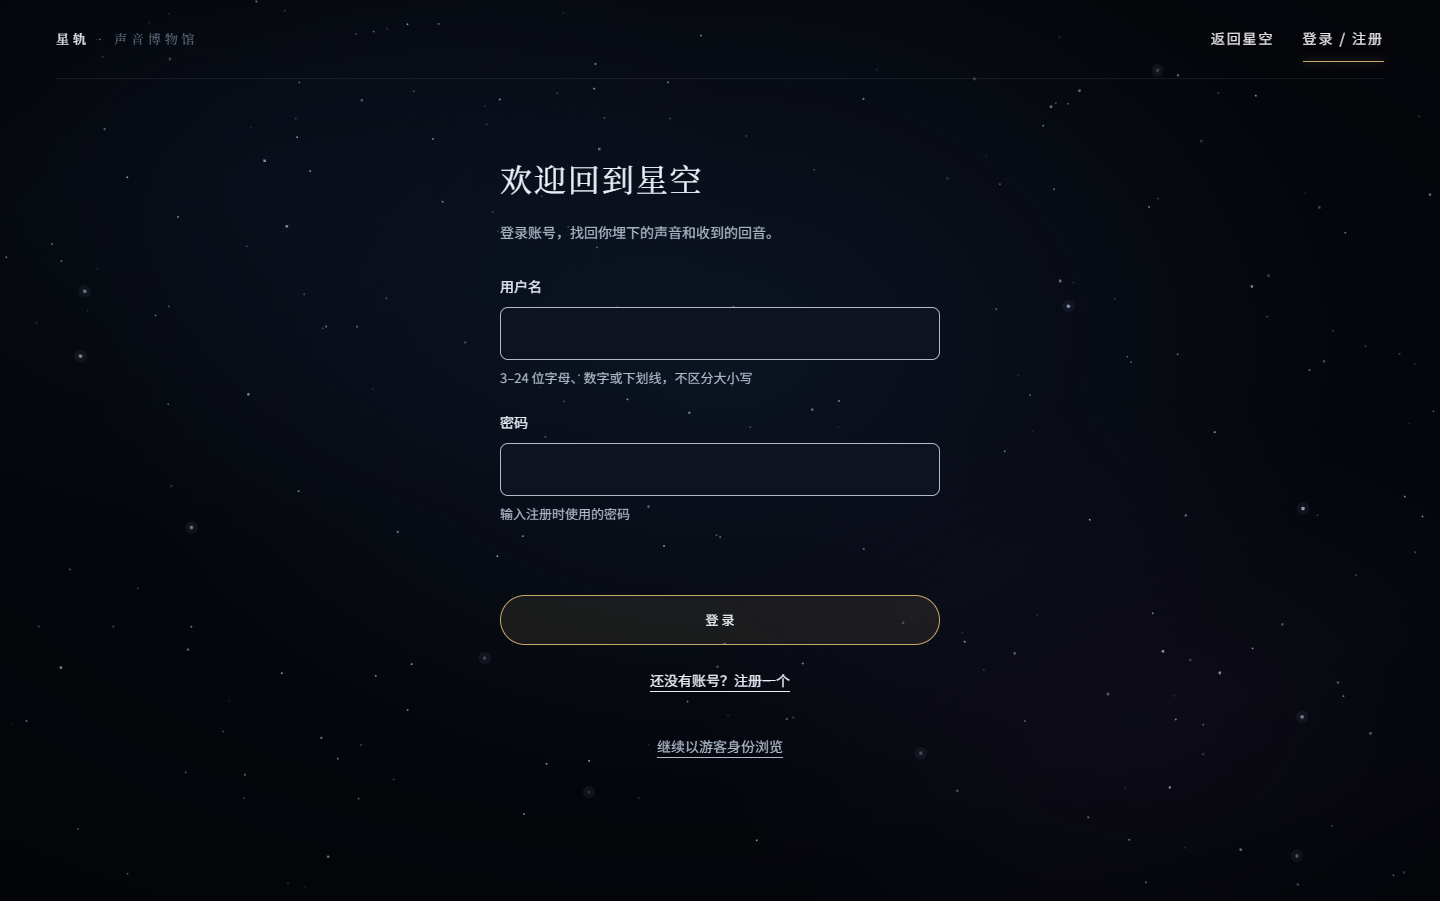 星轨 · 声音博物馆
返回星空 登录 / 注册
欢迎回到星空
登录账号，找回你埋下的声音和收到的回音。
用户名
3–24 位字母、数字或下划线，不区分大小写
密码
输入注册时使用的密码
登录
还没有账号？注册一个
继续以游客身份浏览